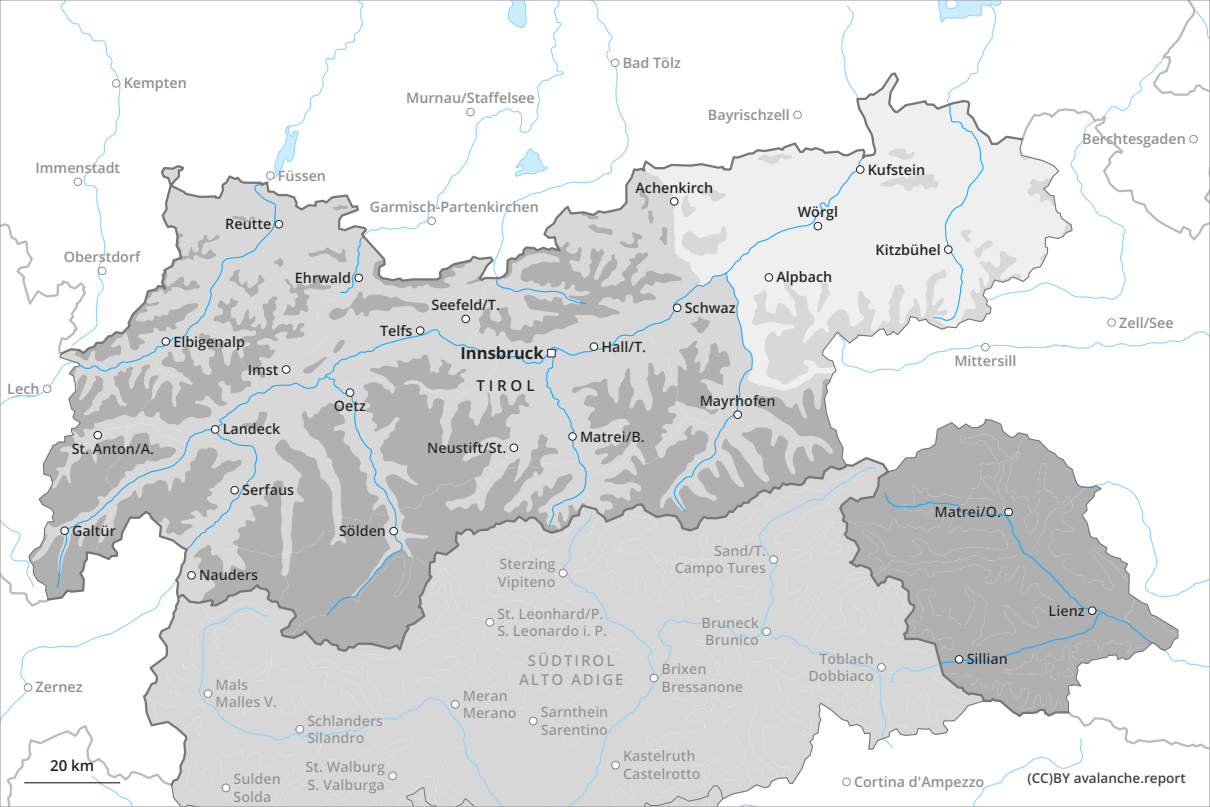 Kempten
Bad Tölz
Murnau/Staffelsee
Bayrischzell
Berchtesgaden
Immenstadt
Füssen
Kufstein
Achenkirch
Garmisch-Partenkirchen
Wörgl
Reutte
Kitzbühel
Oberstdorf
Ehrwald
Alpbach
Seefeld/T.
Schwaz
Telfs
Zell/See
Elbigenalp
Innsbruck
Hall/T.
Mittersill
Imst
TIROL
Lech
Oetz
Mayrhofen
Landeck
Matrei/B.
St. Anton/A.
Neustift/St.
Serfaus
Matrei/O.
Galtür
Sölden
Sand/T.
Campo Tures
Sterzing
Vipiteno
Nauders
Lienz
St. Leonhard/P.
S. Leonardo i. P.
Bruneck
Brunico
SÜDTIROL
ALTO ADIGE
Toblach
Dobbiaco
Sillian
Brixen
Bressanone
Zernez
Mals
Malles V.
Meran
Merano
Sarnthein
Sarentino
Schlanders
Silandro
Kastelruth
Castelrotto
St. Walburg
S. Valburga
20 km
Sulden
Solda
Cortina d'Ampezzo
(CC)BY avalanche.report